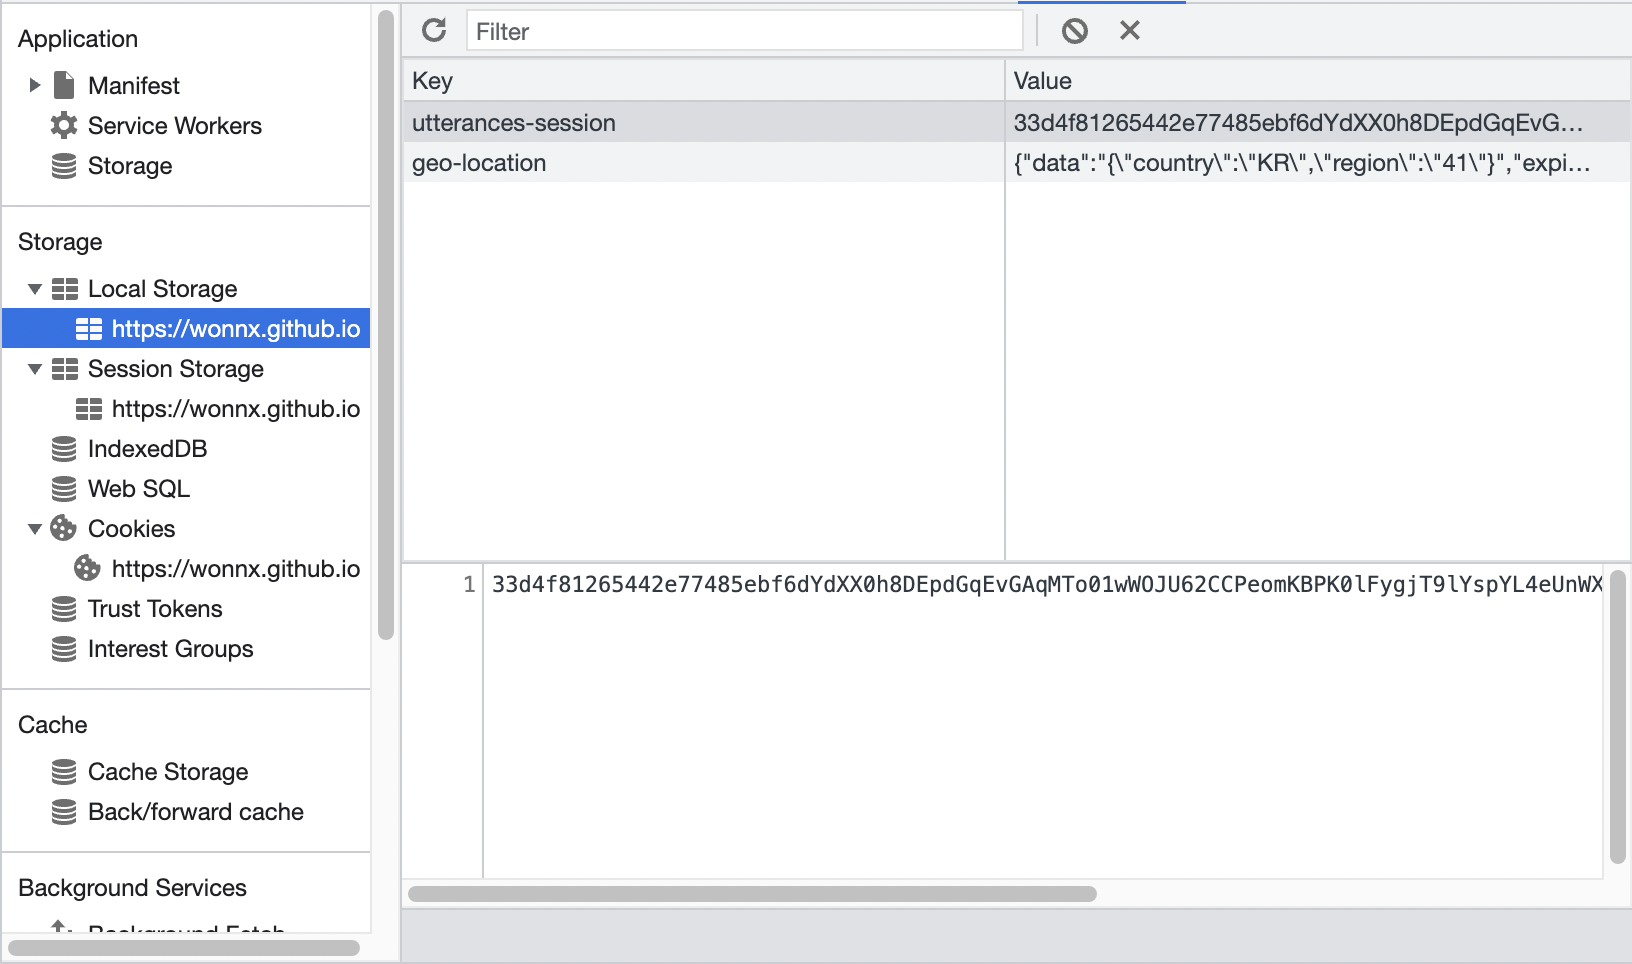 Application
Manifest
Service Workers
Storage
Storage
Local Storage
https://wonnx.github.io
Session Storage
https://wonnx.github.io
IndexedDB
Web SQL
Cookies
https://wonnx.github.io
Trust Tokens
Interest Groups
Cache
Cache Storage
Back/forward cache
Background Services
Background Fetch
Filter
Key Value
utterances-session 33d4f81265442e77485ebf6dYdXX0h8DEpdGqEvG…
geo-location {"data":"{\"country\":\"KR\",\"region\":\"41\"}","expi…
1 33d4f81265442e77485ebf6dYdXX0h8DEpdGqEvGAqMTo01wWOJU62CCPeomKBPK0lFygjT9lYspYL4eUnWX